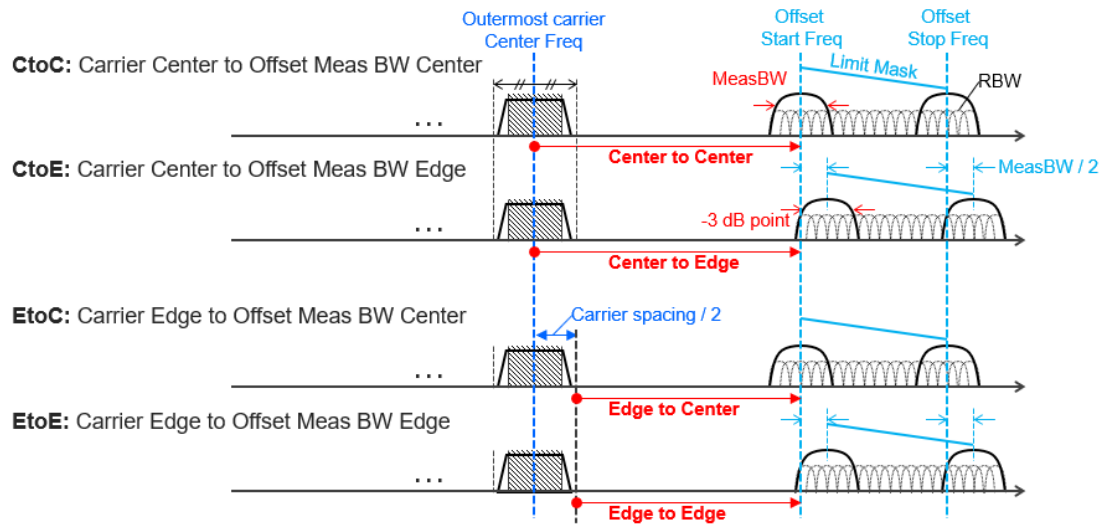 Outermost carrier
Center Freq
Offset
Start Freq
Offset
Stop Freq
CtoC: Carrier Center to Offset Meas BW Center
MeasBW
Limit Mask
RBW
...
Center to Center
CtoE: Carrier Center to Offset Meas BW Edge
MeasBW / 2
-3 dB point
...
Center to Edge
EtoC: Carrier Edge to Offset Meas BW Center
Carrier spacing / 2
...
Edge to Center
EtoE: Carrier Edge to Offset Meas BW Edge
...
Edge to Edge